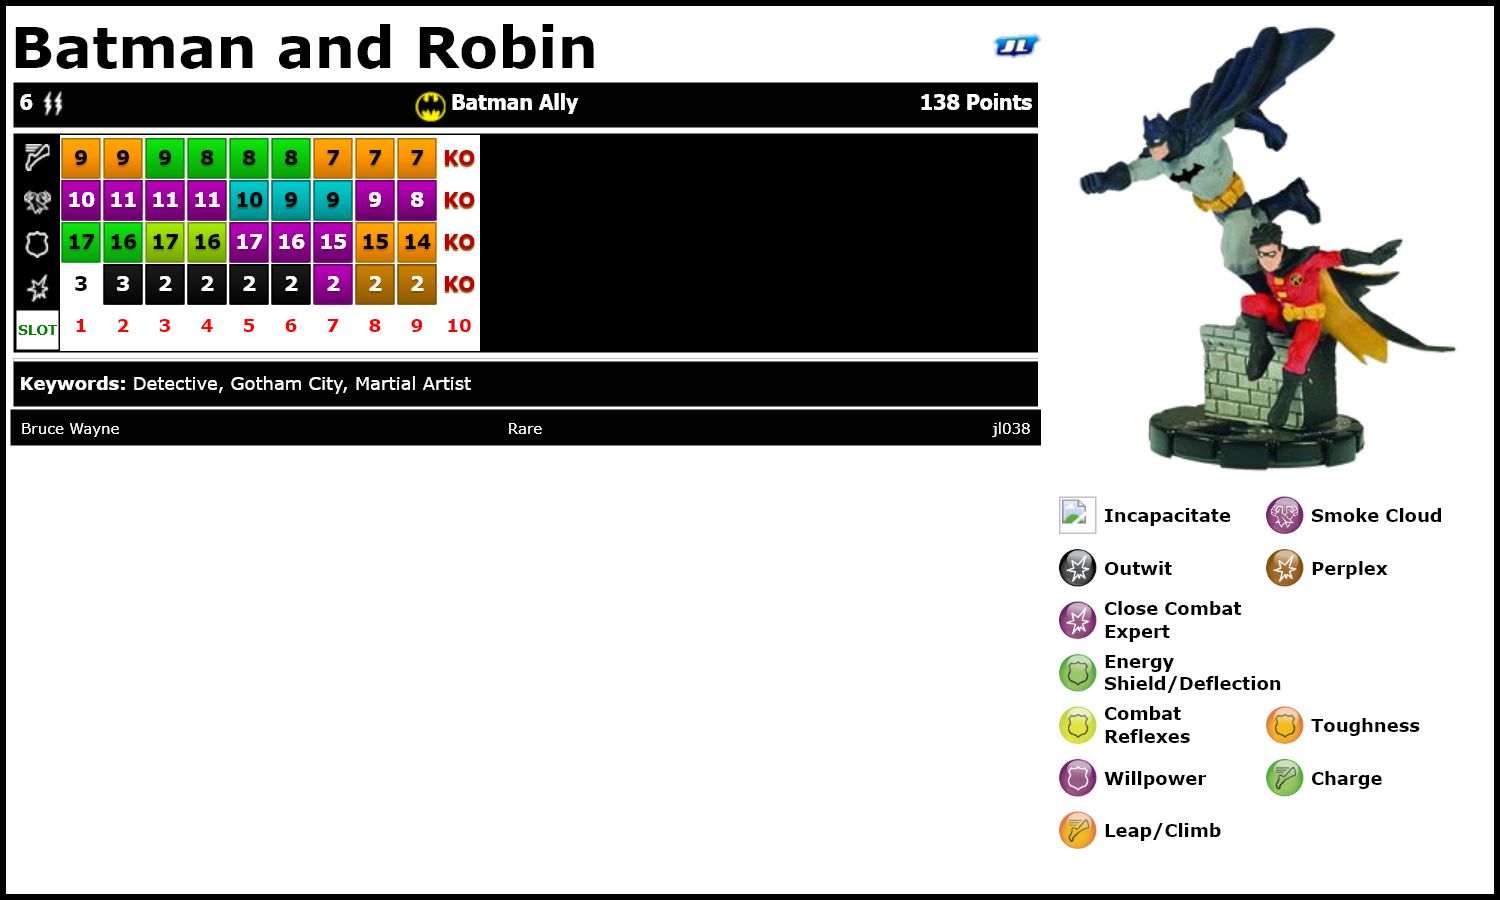 Batman and Robin
JL
6 Batman Ally 138 Points
9 9 9 8 8 8 7 7 7 KO
10 11 11 11 10 9 9 9 8 KO
17 16 17 16 17 16 15 15 14 KO
3 3 2 2 2 2 2 2 2 KO
SLOT 1 2 3 4 5 6 7 8 9 10
Keywords: Detective, Gotham City, Martial Artist
Bruce Wayne Rare jl038
Incapacitate Smoke Cloud
Outwit Perplex
Close Combat
Expert
Energy
Shield/Deflection
Combat
Reflexes
Toughness
Willpower Charge
Leap/Climb